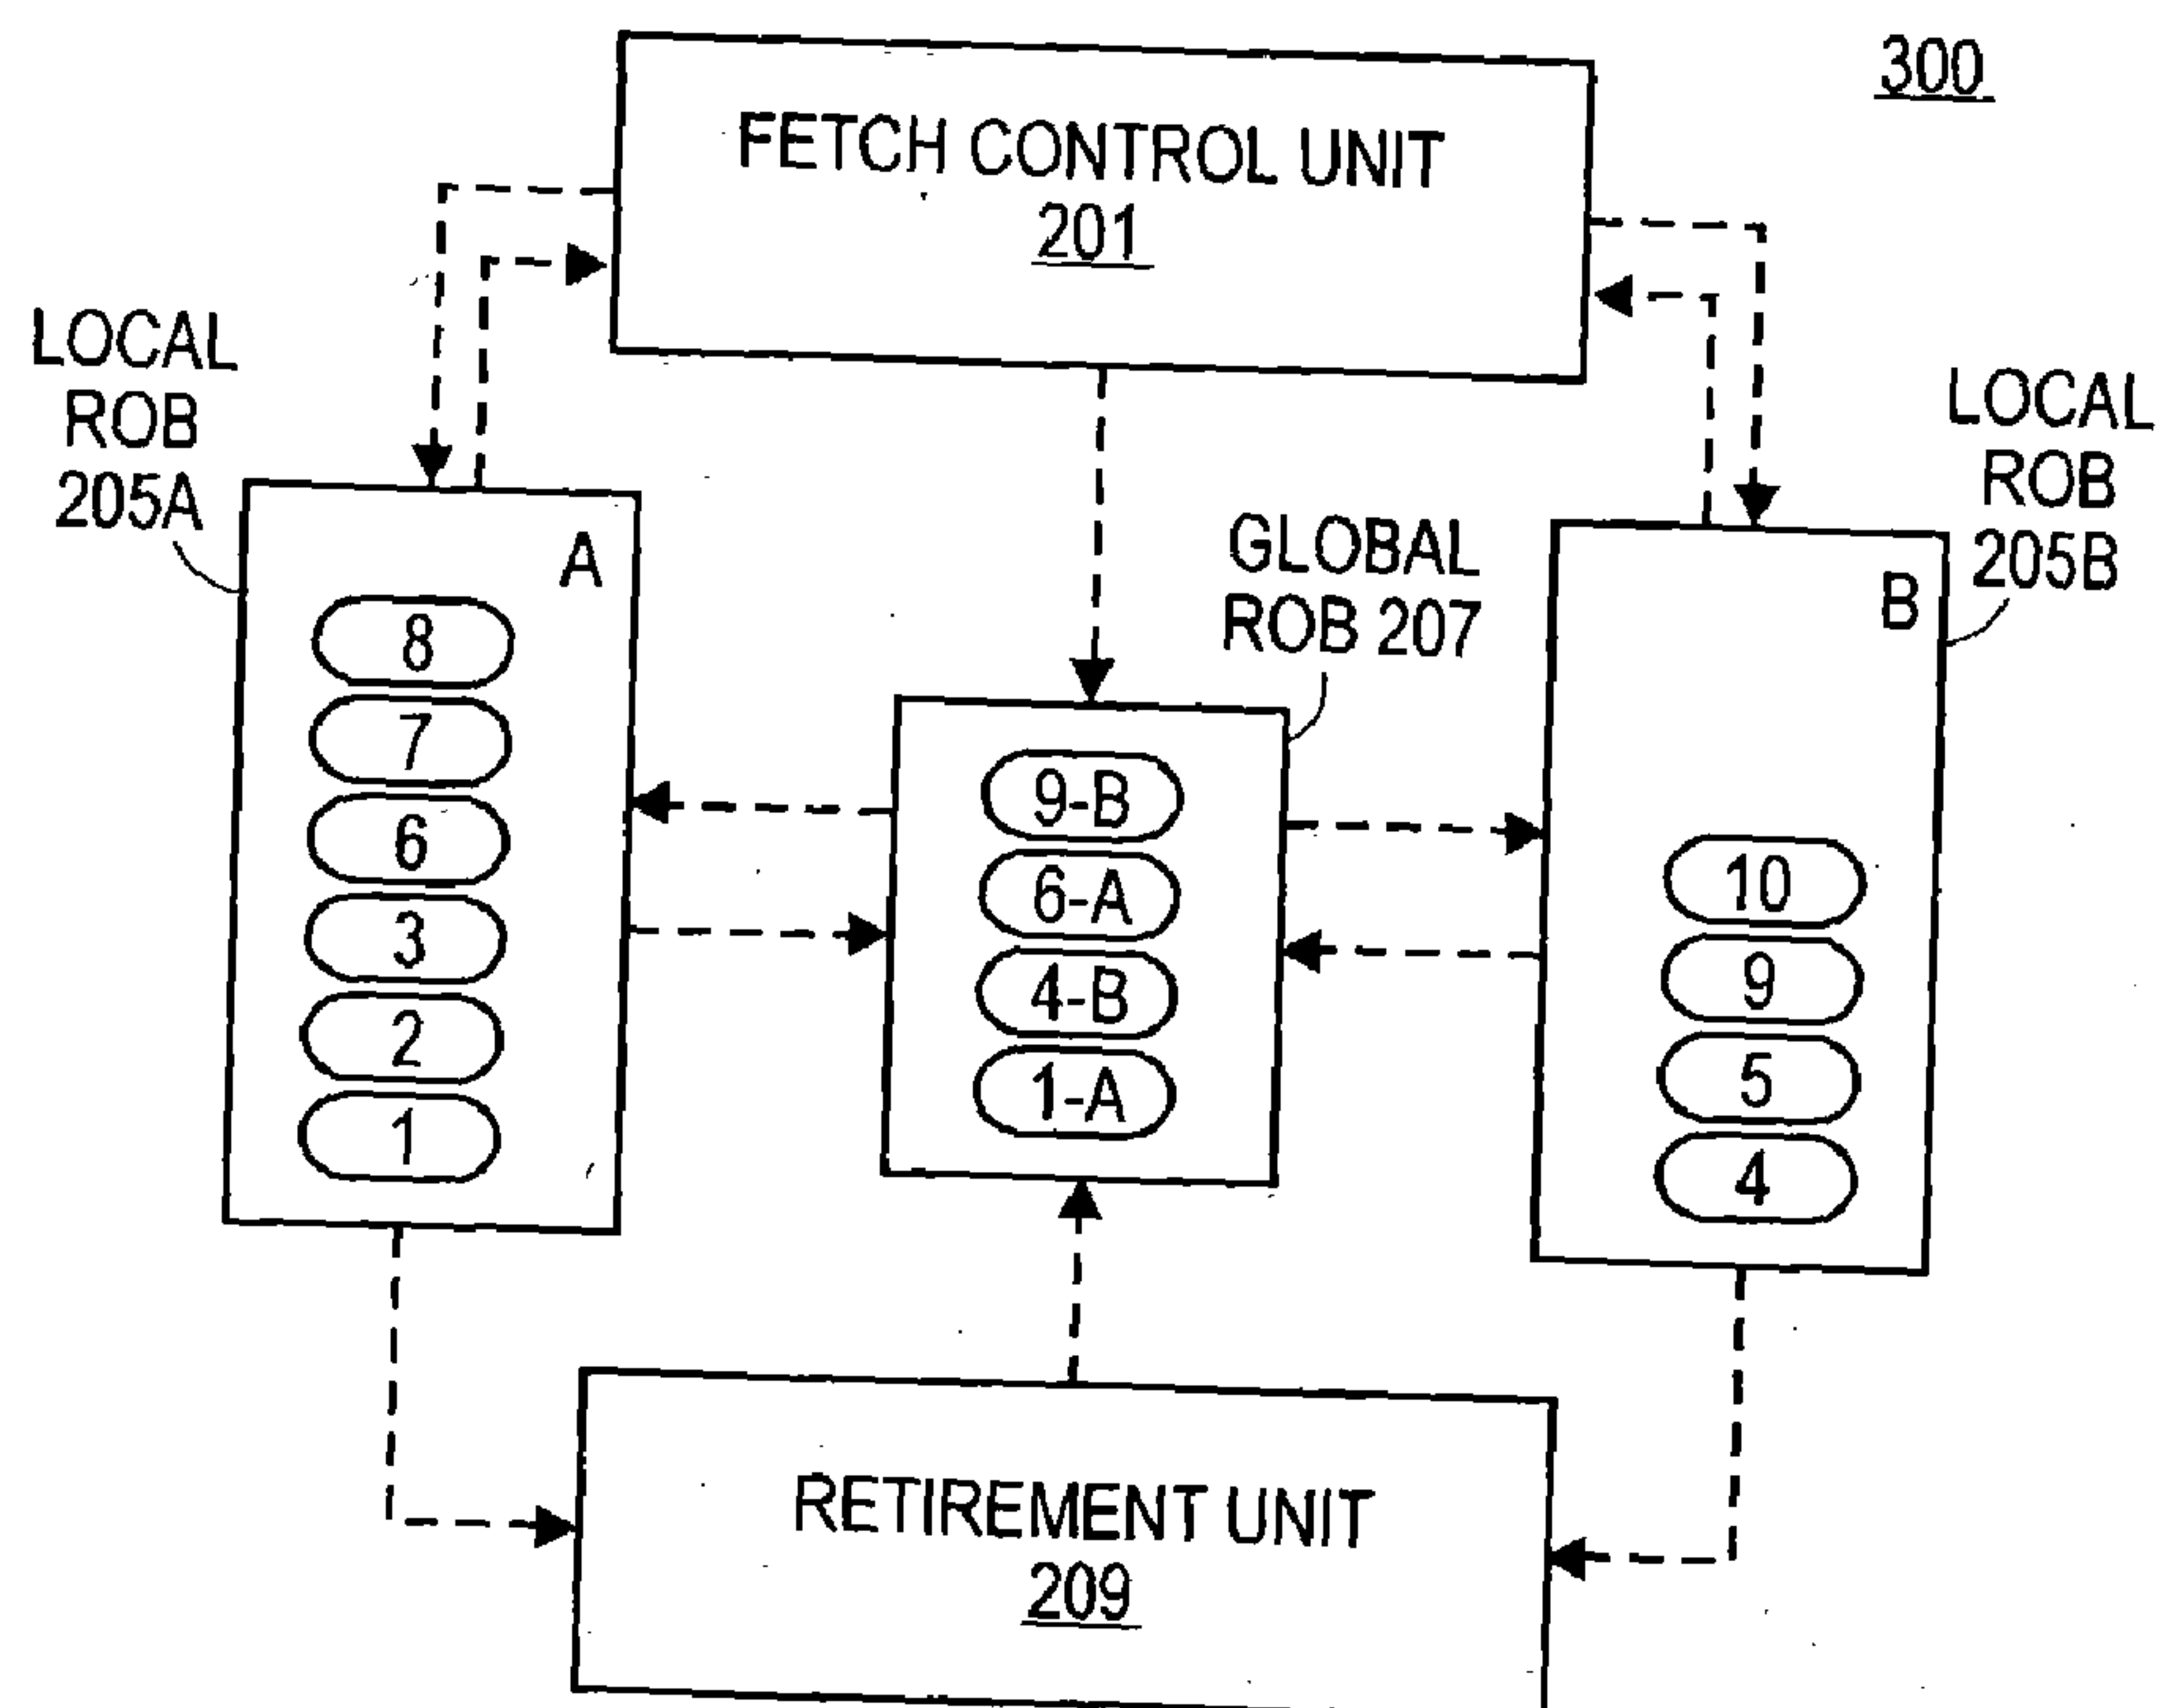 300
FETCH CONTROL UNIT
201
LOCAL
ROB
205A
LOCAL
ROB
205B
GLOBAL
ROB 207
A
8
7
6
3
2
1
9-B
6-A
4-B
1-A
B
10
9
5
4
RETIREMENT UNIT
209